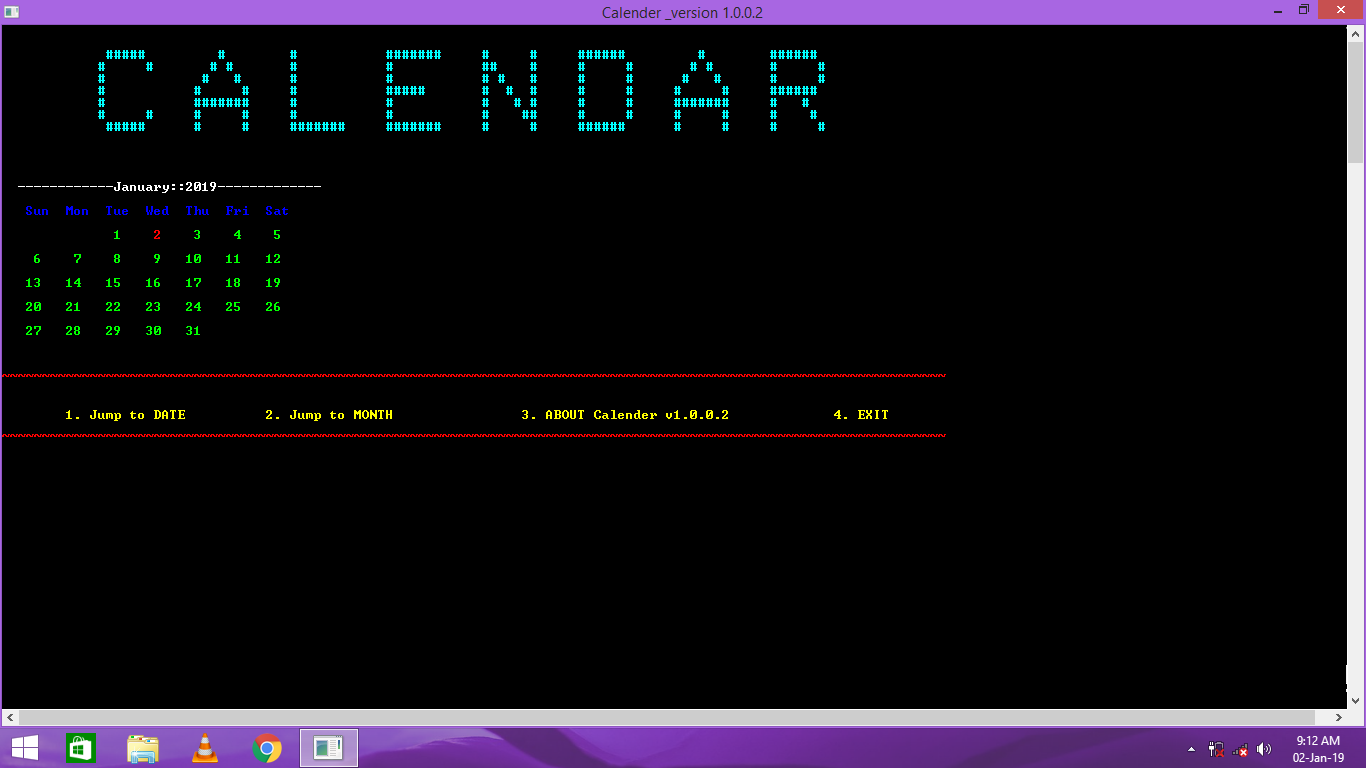 Calender _version 1.0.0.2
CALENDAR
------------January::2019-------------
Sun Mon Tue Wed Thu Fri Sat
1 2 3 4 5
6 7 8 9 10 11 12
13 14 15 16 17 18 19
20 21 22 23 24 25 26
27 28 29 30 31
1. Jump to DATE 2. Jump to MONTH 3. ABOUT Calender v1.0.0.2 4. EXIT
9:12 AM
02-Jan-19